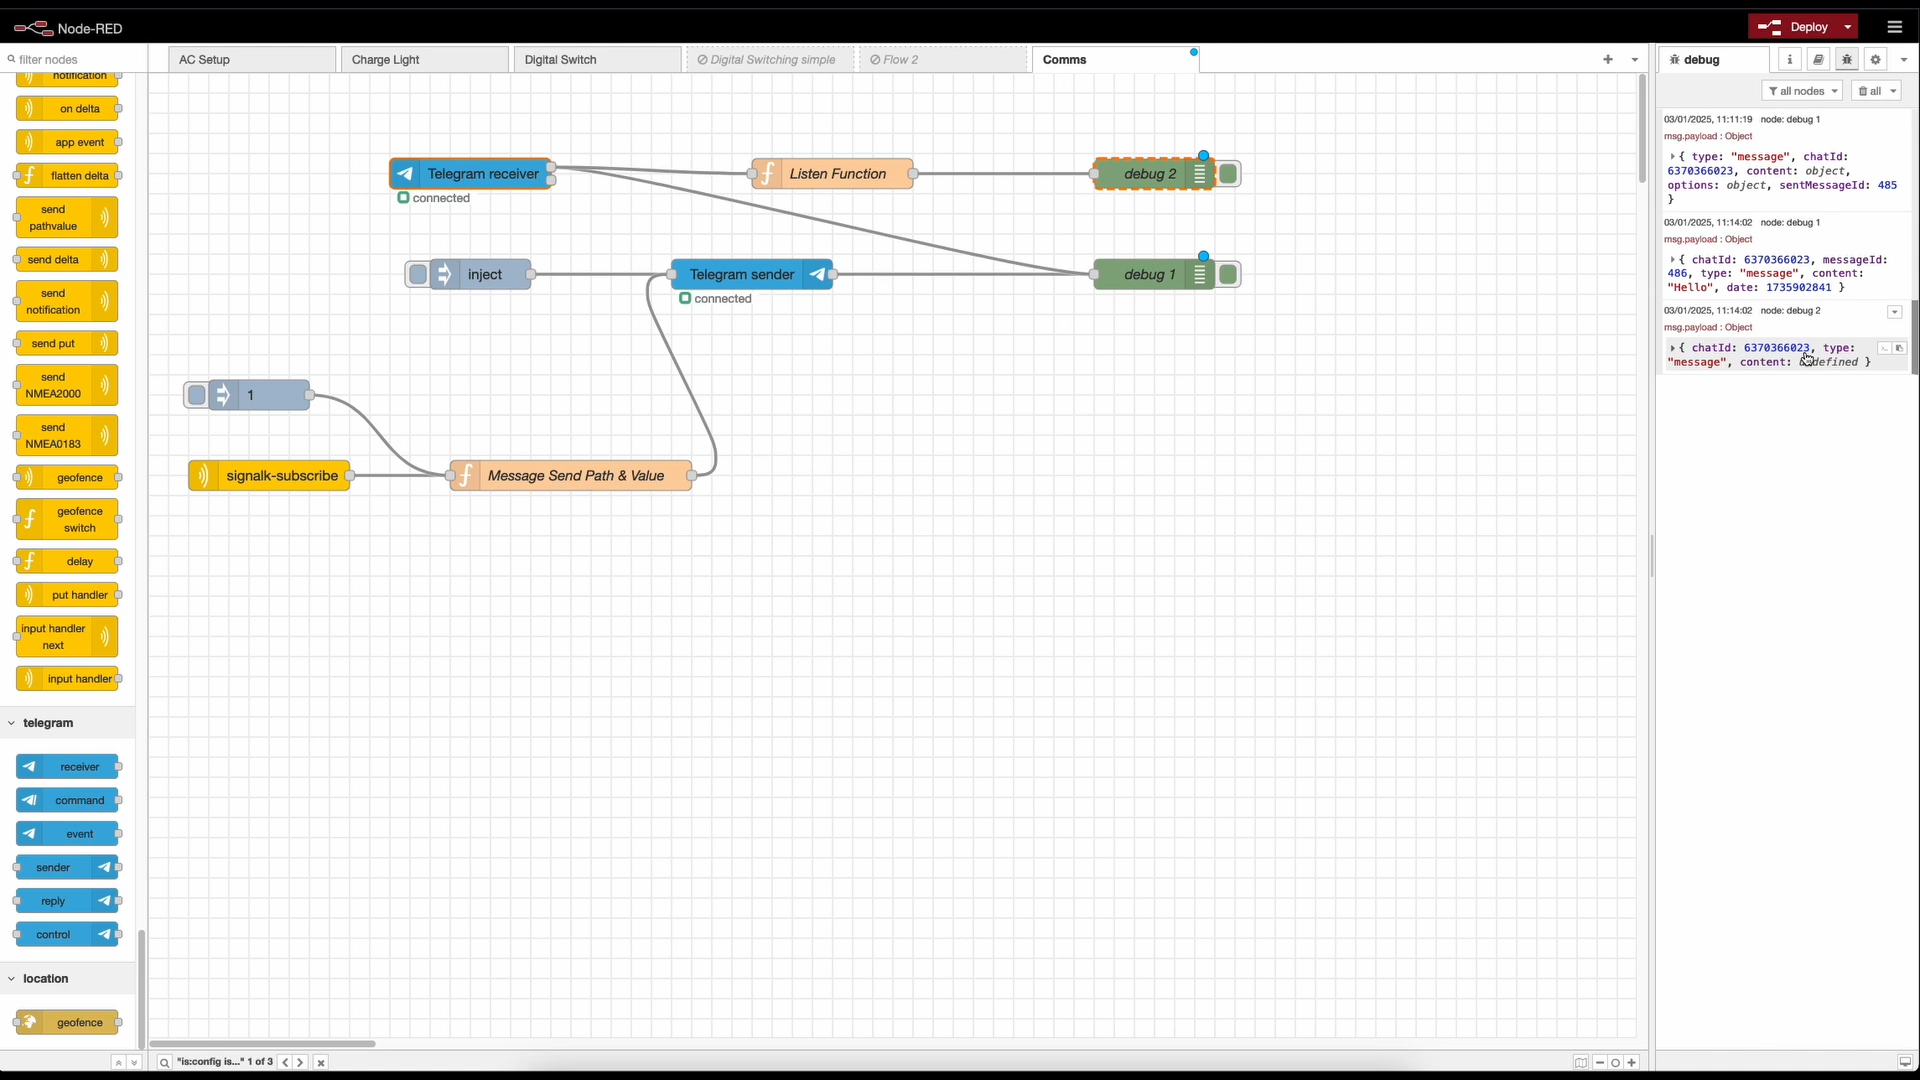 Node-RED
Deploy
filter nodes
AC Setup
Charge Light
Digital Switch
Digital Switching simple
Flow 2
Comms
debug
i
all nodes
all
notification
on delta
app event
flatten delta
send
pathvalue
send delta
send
notification
send put
send
NMEA2000
send
NMEA0183
geofence
geofence
switch
delay
put handler
input handler
next
input handler
telegram
receiver
command
event
sender
reply
control
location
geofence
Telegram receiver
connected
Listen Function
debug 2
inject
Telegram sender
connected
debug 1
1
signalk-subscribe
Message Send Path & Value
03/01/2025, 11:11:19 node: debug 1
msg.payload : Object
{ type: "message", chatId:
6370366023, content: object,
options: object, sentMessageId: 485
}
03/01/2025, 11:14:02 node: debug 1
msg.payload : Object
{ chatId: 6370366023, messageId:
486, type: "message", content:
"Hello", date: 1735902841 }
03/01/2025, 11:14:02 node: debug 2
msg.payload : Object
{ chatId: 6370366023, type:
"message", content: undefined }
"is:config is..." 1 of 3